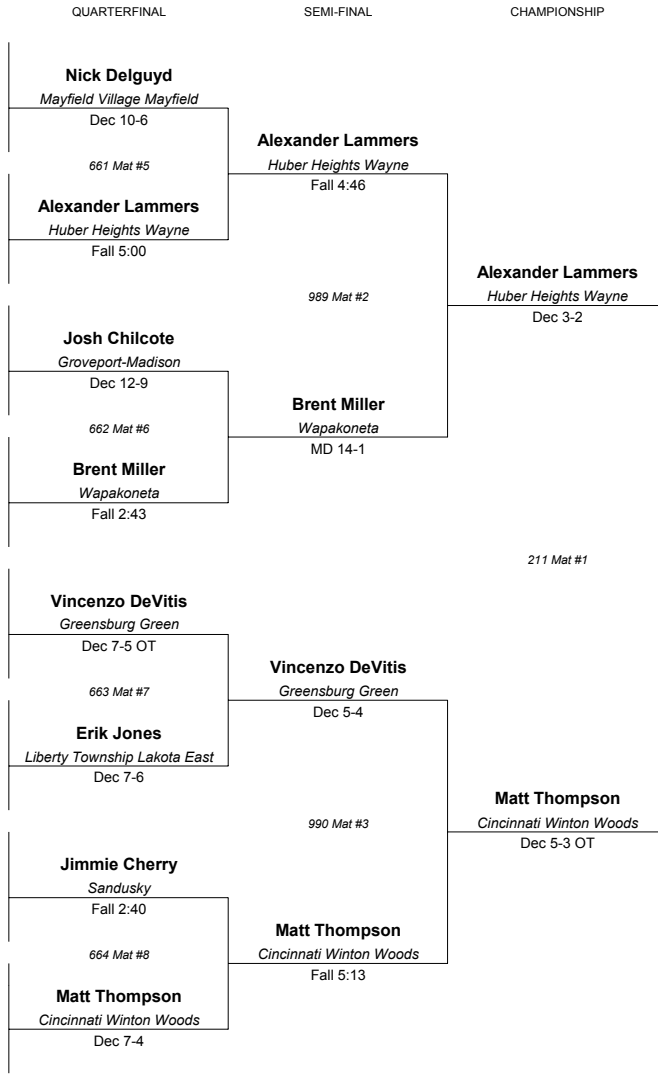 QUARTERFINAL SEMI-FINAL CHAMPIONSHIP
Nick Delguyd
Mayfield Village Mayfield
Dec 10-6
661 Mat #5
Alexander Lammers
Huber Heights Wayne
Fall 5:00
Josh Chilcote
Groveport-Madison
Dec 12-9
662 Mat #6
Brent Miller
Wapakoneta
Fall 2:43
Vincenzo DeVitis
Greensburg Green
Dec 7-5 OT
663 Mat #7
Erik Jones
Liberty Township Lakota East
Dec 7-6
Jimmie Cherry
Sandusky
Fall 2:40
664 Mat #8
Matt Thompson
Cincinnati Winton Woods
Dec 7-4
Alexander Lammers
Huber Heights Wayne
Fall 4:46
989 Mat #2
Brent Miller
Wapakoneta
MD 14-1
Vincenzo DeVitis
Greensburg Green
Dec 5-4
990 Mat #3
Matt Thompson
Cincinnati Winton Woods
Fall 5:13
Alexander Lammers
Huber Heights Wayne
Dec 3-2
211 Mat #1
Matt Thompson
Cincinnati Winton Woods
Dec 5-3 OT